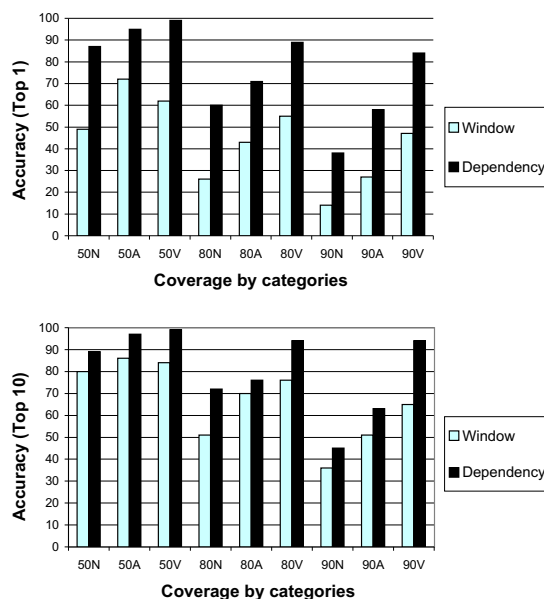 Accuracy (Top 1)
100
90
80
70
60
50
40
30
20
10
0
50N 50A 50V 80N 80A 80V 90N 90A 90V
Coverage by categories
Window
Dependency
Accuracy (Top 10)
100
90
80
70
60
50
40
30
20
10
0
50N 50A 50V 80N 80A 80V 90N 90A 90V
Coverage by categories
Window
Dependency